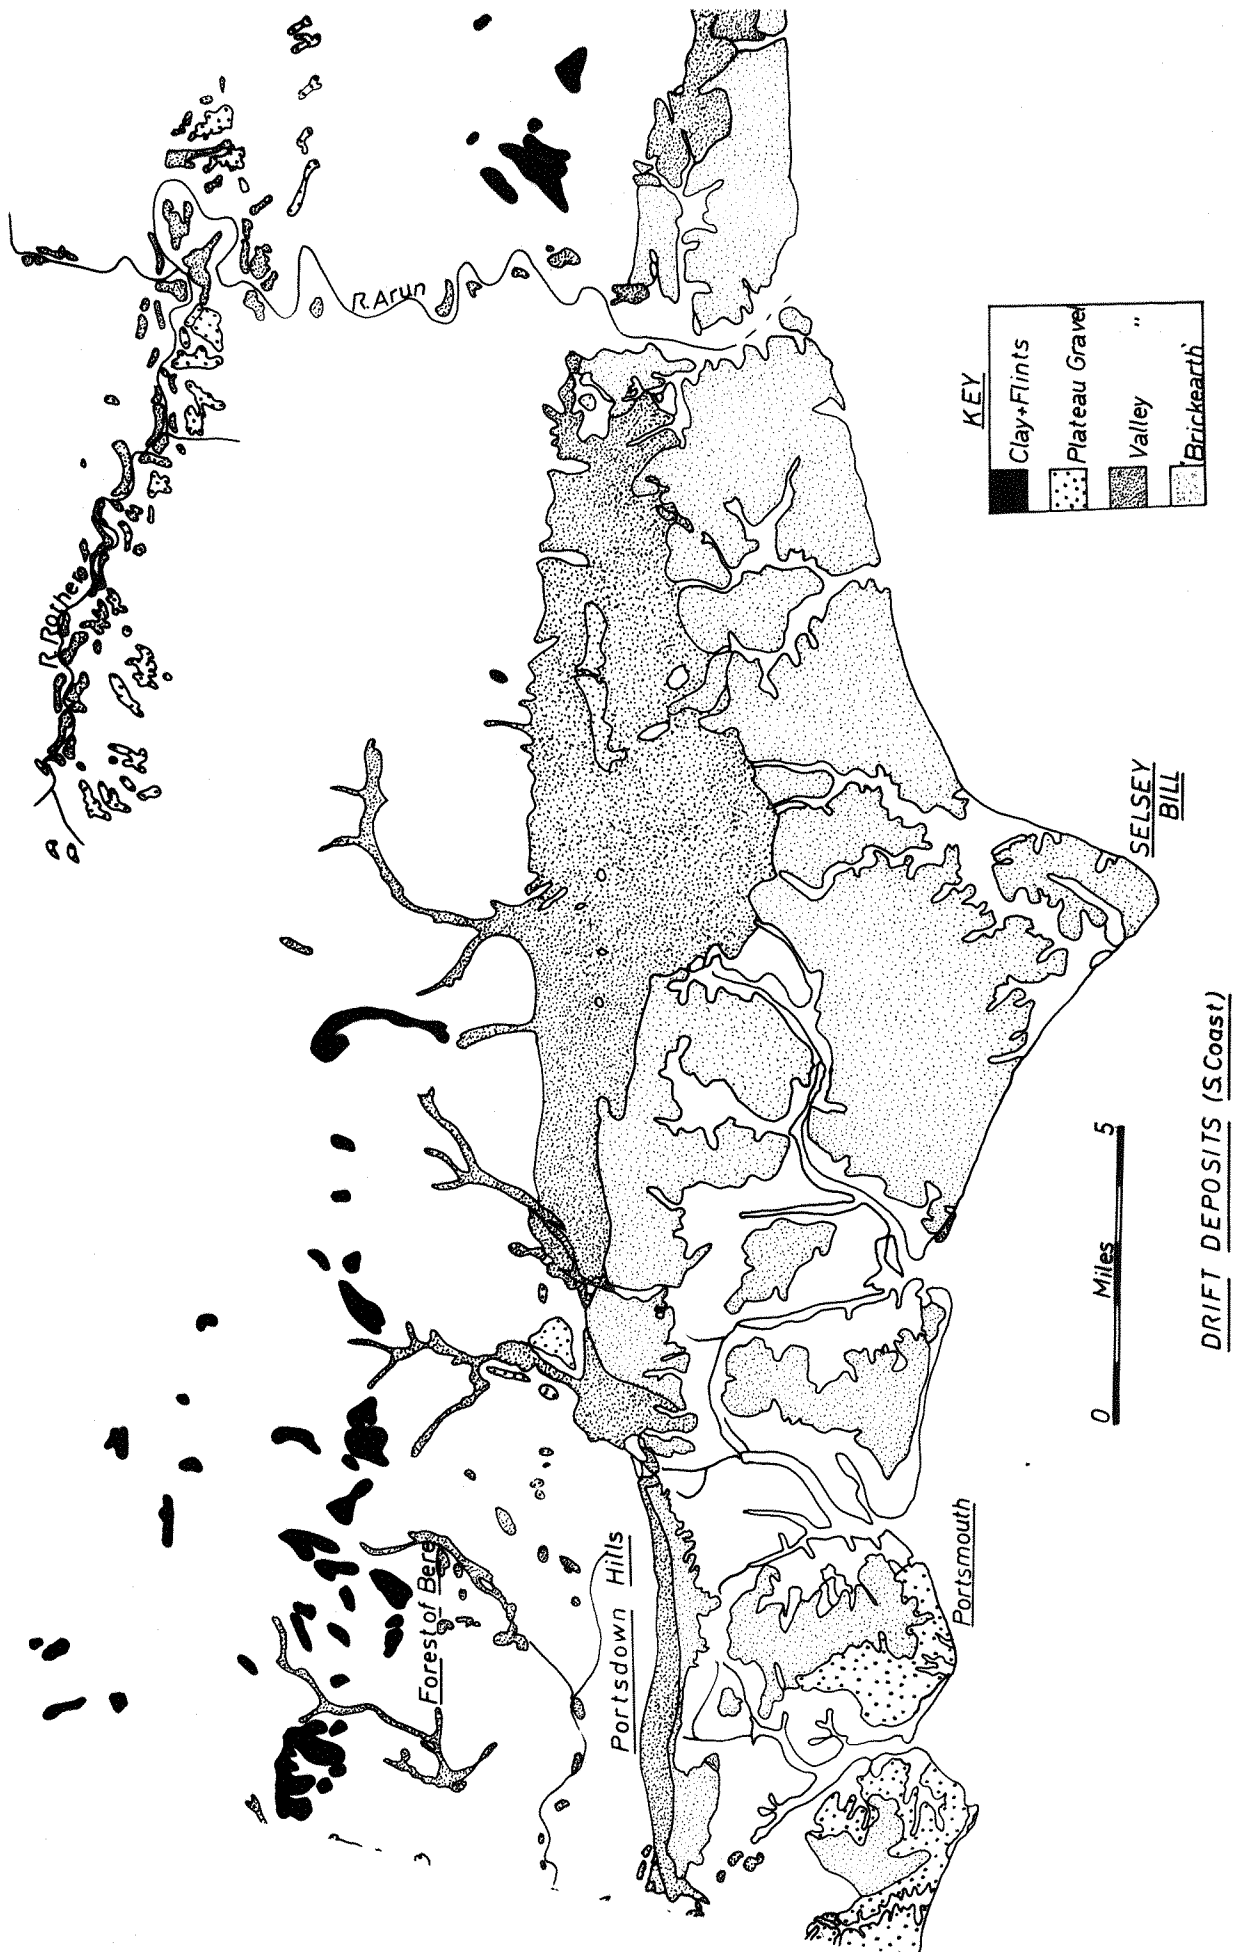 R. Rother
R. Arun
Forest of Bere
Portsdown Hills
Portsmouth
SELSEY
BILL
KEY
Clay+Flints
Plateau Gravel
Valley "
Brickearth
0 Miles 5
DRIFT DEPOSITS (S.Coast)